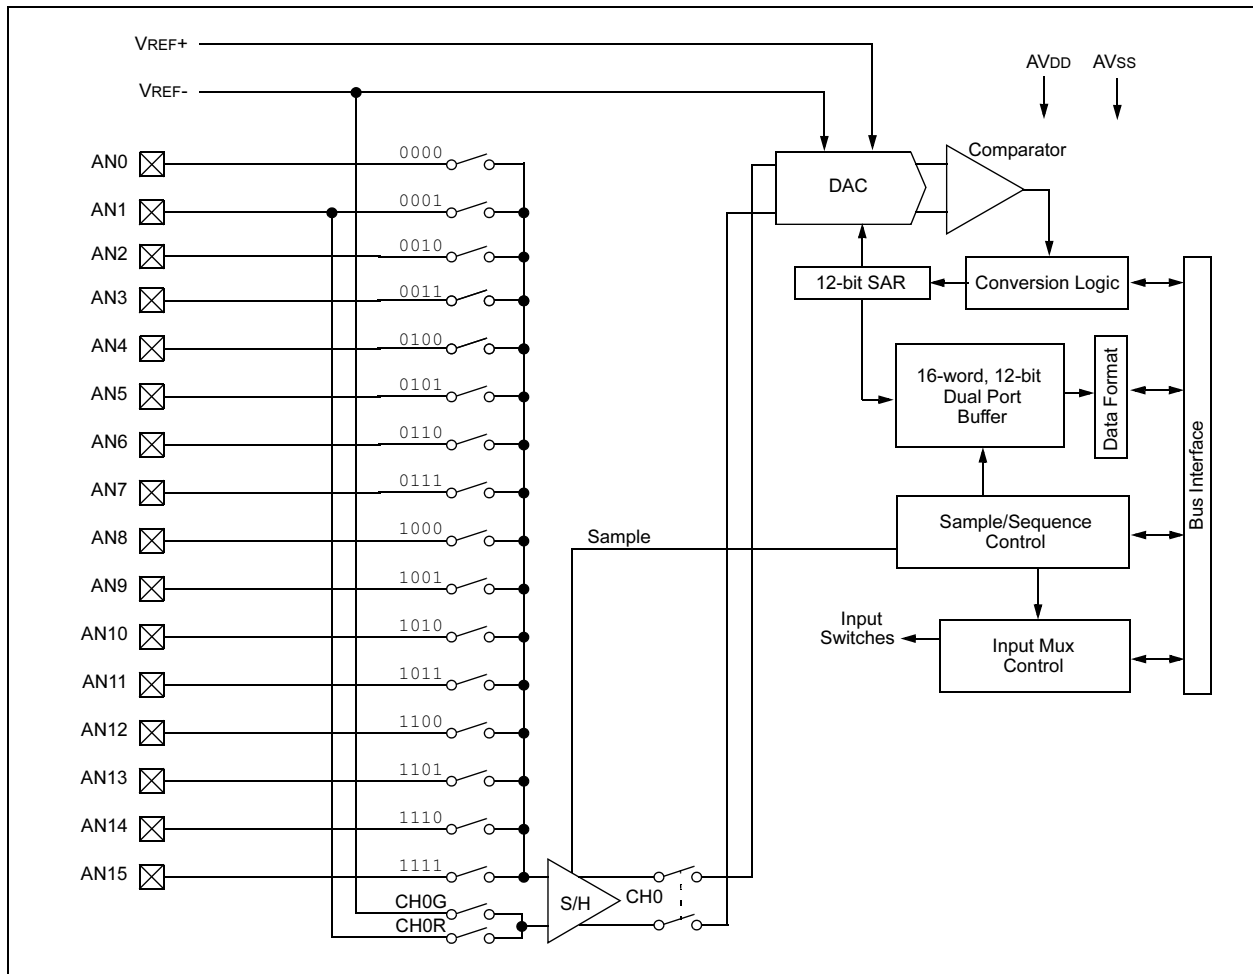 VREF+
VREF-
AVDD AVSS
AN0 0000
AN1 0001
AN2 0010
AN3 0011
AN4 0100
AN5 0101
AN6 0110
AN7 0111
AN8 1000
AN9 1001
AN10 1010
AN11 1011
AN12 1100
AN13 1101
AN14 1110
AN15 1111
CH0G
CH0R
S/H
CH0
Sample
DAC
Comparator
12-bit SAR
Conversion Logic
16-word, 12-bit
Dual Port
Buffer
Data Format
Sample/Sequence
Control
Input
Switches
Input Mux
Control
Bus Interface